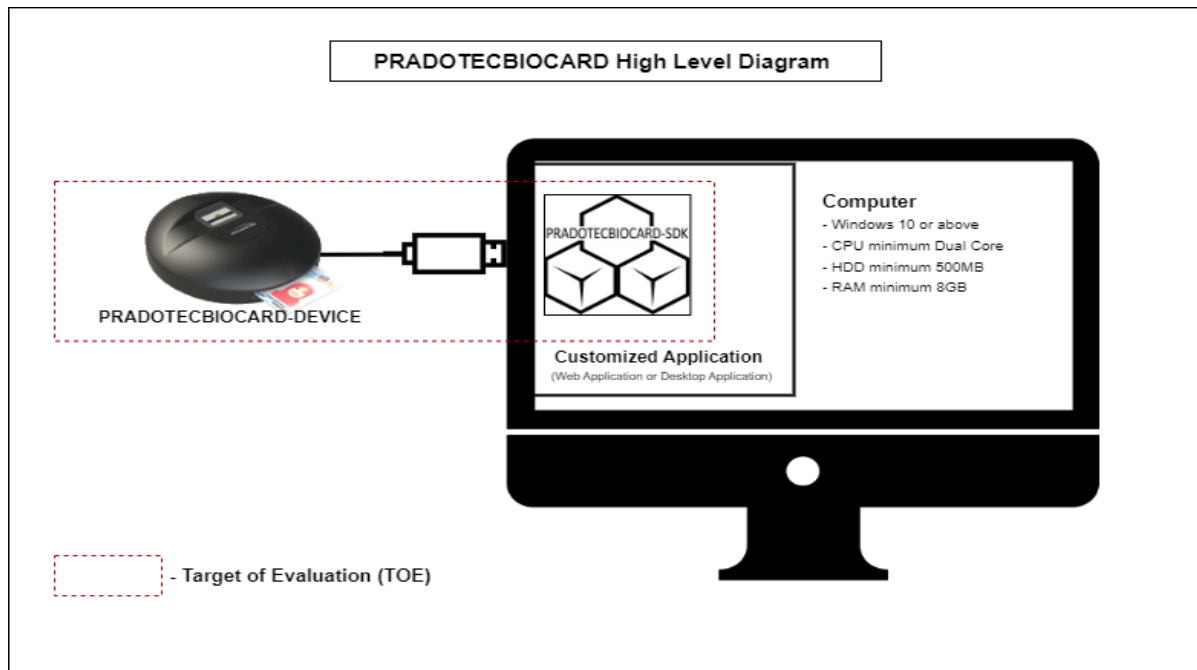 PRADOTECBIOCARD High Level Diagram
PRADOTECBIOCARD-DEVICE
PRADOTECBIOCARD-SDK
Customized Application
(Web Application or Desktop Application)
Computer
- Windows 10 or above
- CPU minimum Dual Core
- HDD minimum 500MB
- RAM minimum 8GB
- Target of Evaluation (TOE)